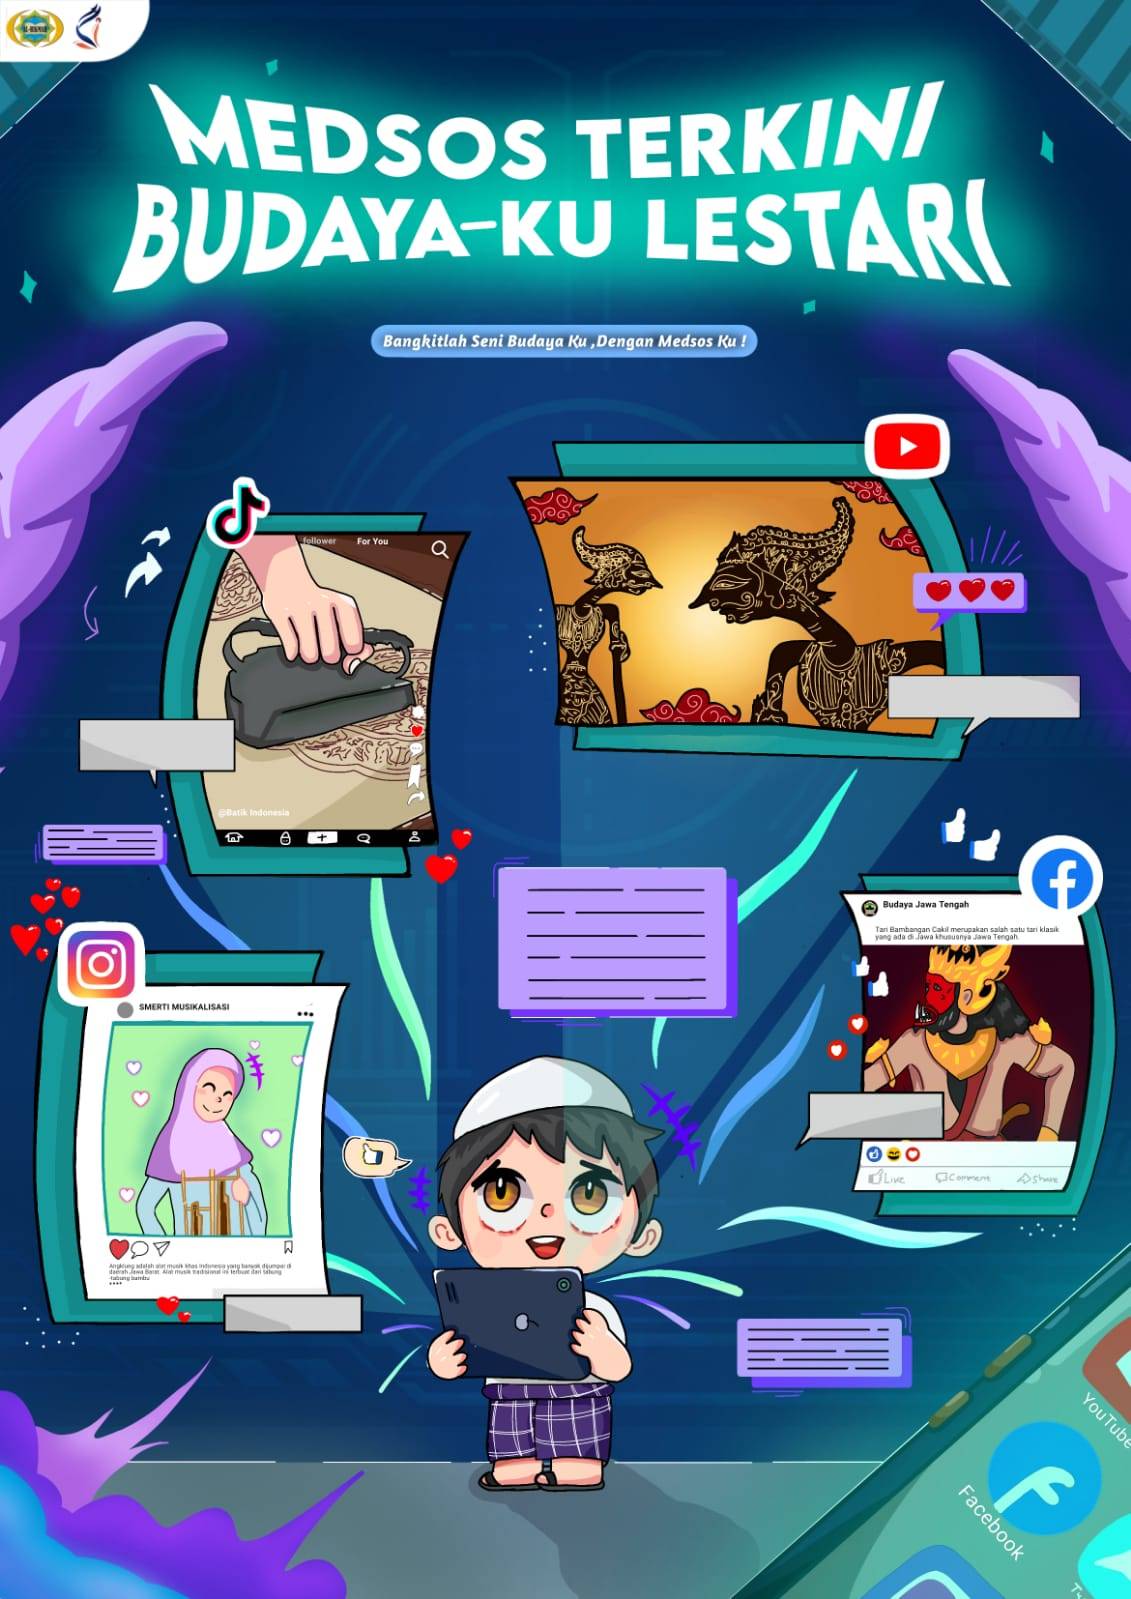 MEDSOS TERKINI
BUDAYA-KU LESTARI
Bangkitlah Seni Budaya Ku ,Dengan Medsos Ku !
follower For You
@Batik Indonesia
Budaya Jawa Tengah
Tari Bambangan Cakil merupakan salah satu tari klasik
yang ada di Jawa khususnya Jawa Tengah.
Comment Share
SMERTI MUSIKALISASI
Angklung adalah alat musik khas Indonesia yang banyak dijumpai di
daerah Jawa Barat. Alat musik tradisional ini terbuat dari tabung
-tabung bambu
YouTube
Facebook